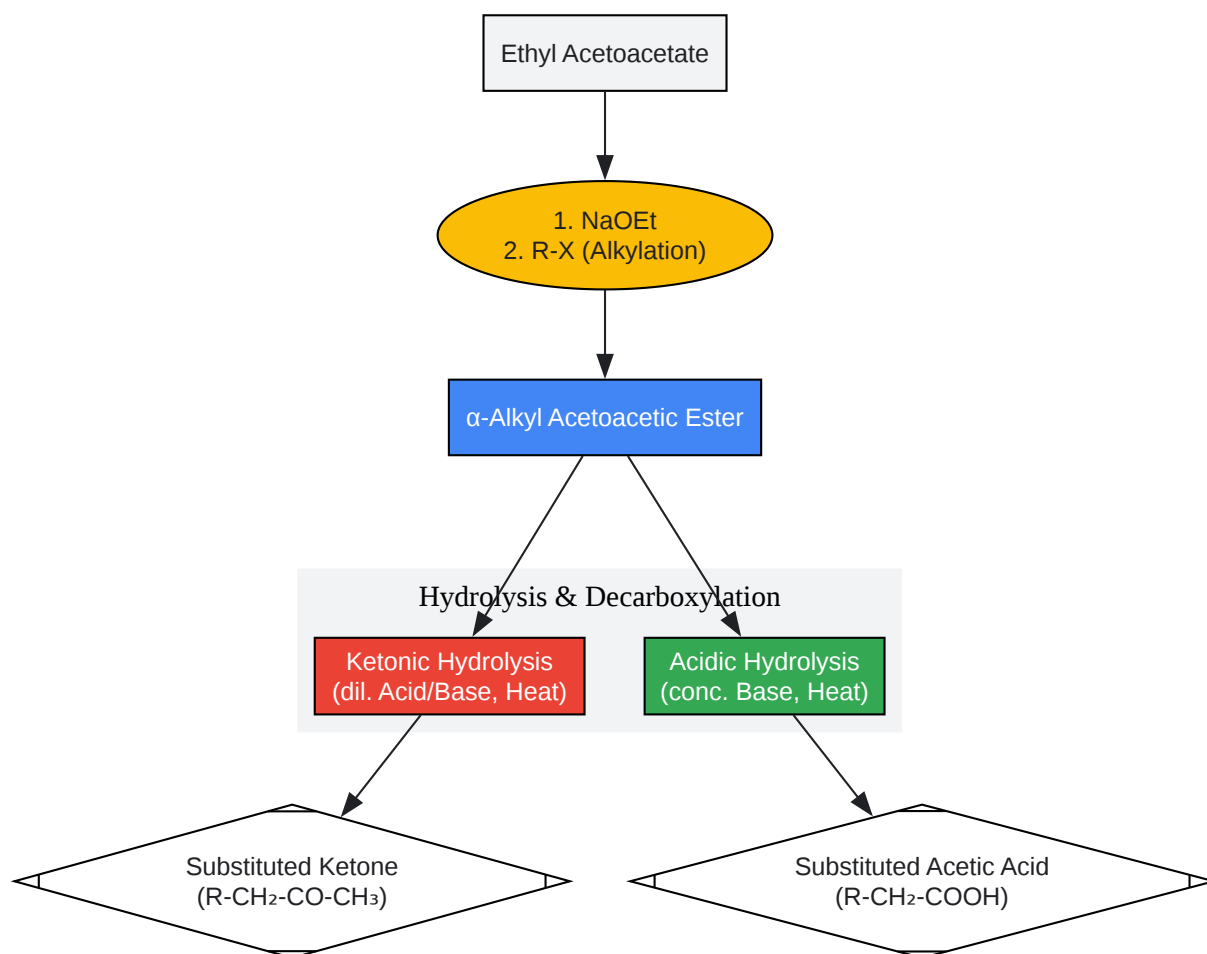 Ethyl Acetoacetate
1. NaOEt
2. R-X (Alkylation)
α-Alkyl Acetoacetic Ester
Hydrolysis & Decarboxylation
Ketonic Hydrolysis
(dil. Acid/Base, Heat)
Acidic Hydrolysis
(conc. Base, Heat)
Substituted Ketone
(R-CH₂-CO-CH₃)
Substituted Acetic Acid
(R-CH₂-COOH)